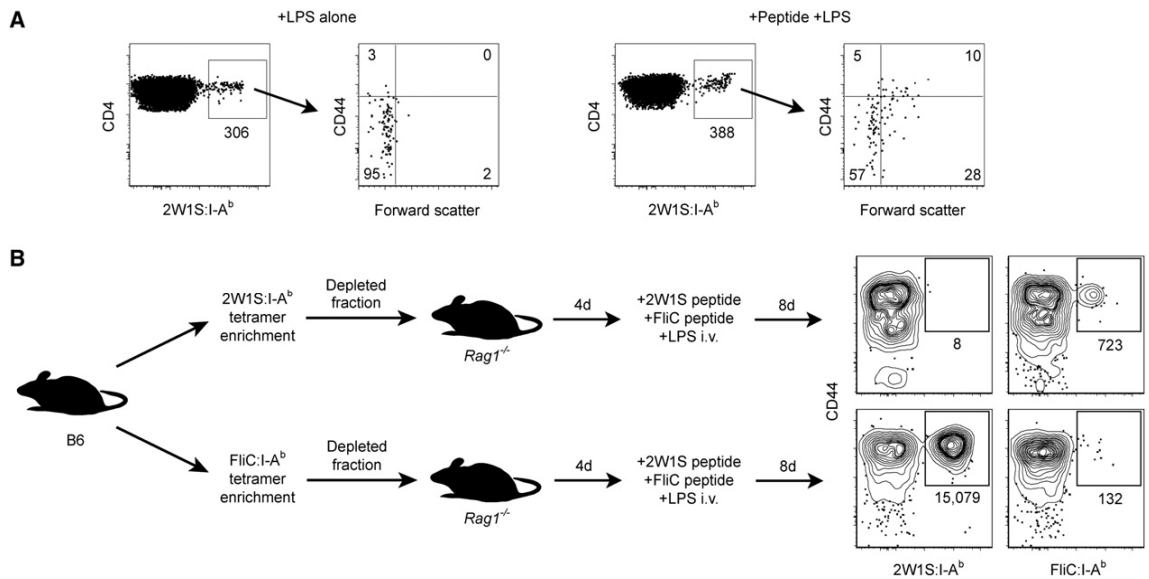 A
+LPS alone
+Peptide +LPS
CD4
306
2W1S:I-Aᵇ
3
0
CD44
95
2
Forward scatter
CD4
388
2W1S:I-Aᵇ
5
10
CD44
57
28
Forward scatter
B
B6
2W1S:I-Aᵇ
tetramer
enrichment
Depleted
fraction
Rag1⁻/⁻
4d
+2W1S peptide
+FliC peptide
+LPS i.v.
8d
FliC:I-Aᵇ
tetramer
enrichment
Depleted
fraction
Rag1⁻/⁻
4d
+2W1S peptide
+FliC peptide
+LPS i.v.
8d
CD44
8
723
15,079
132
2W1S:I-Aᵇ
FliC:I-Aᵇ